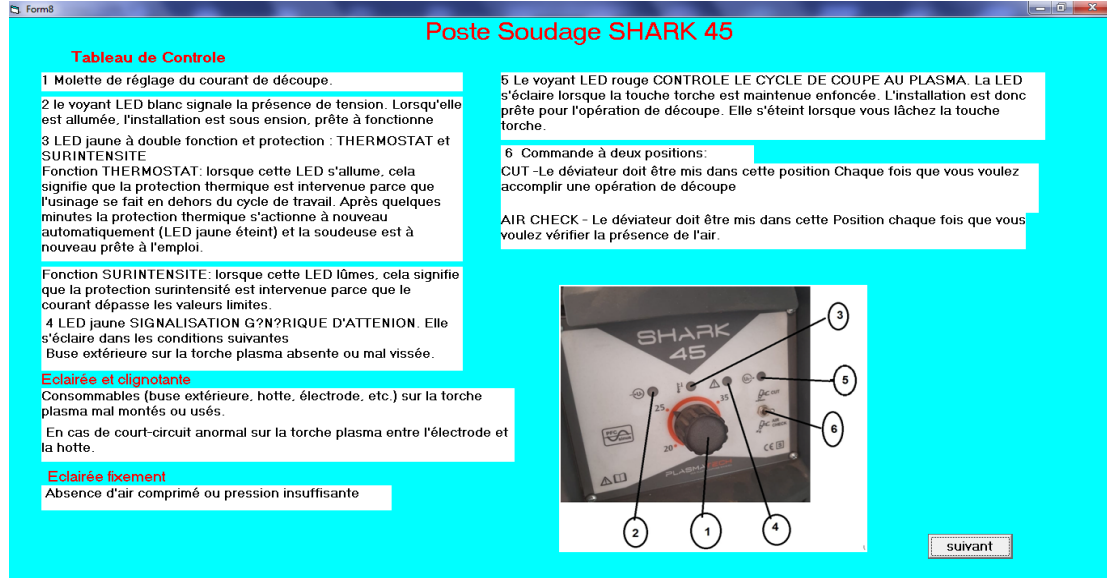 Form8
Poste Soudage SHARK 45
Tableau de Controle
1 Molette de réglage du courant de découpe.
2 le voyant LED blanc signale la présence de tension. Lorsqu'elle
est allumée, l'installation est sous ension, prête à fonctionne
3 LED jaune à double fonction et protection : THERMOSTAT et
SURINTENSITE
Fonction THERMOSTAT: lorsque cette LED s'allume, cela
signifie que la protection thermique est intervenue parce que
l'usinage se fait en dehors du cycle de travail. Après quelques
minutes la protection thermique s'actionne à nouveau
automatiquement (LED jaune éteint) et la soudeuse est à
nouveau prête à l'emploi.
Fonction SURINTENSITE: lorsque cette LED lûmes, cela signifie
que la protection surintensité est intervenue parce que le
courant dépasse les valeurs limites.
4 LED jaune SIGNALISATION G?N?RIQUE D'ATTENION. Elle
s'éclaire dans les conditions suivantes
Buse extérieure sur la torche plasma absente ou mal vissée.
Eclairée et clignotante
Consommables (buse extérieure, hotte, électrode, etc.) sur la torche
plasma mal montés ou usés.
En cas de court-circuit anormal sur la torche plasma entre l'électrode et
la hotte.
Eclairée fixement
Absence d'air comprimé ou pression insuffisante
5 Le voyant LED rouge CONTROLE LE CYCLE DE COUPE AU PLASMA. La LED
s'éclaire lorsque la touche torche est maintenue enfoncée. L'installation est donc
prête pour l'opération de découpe. Elle s'éteint lorsque vous lâchez la touche
torche.
6 Commande à deux positions:
CUT -Le déviateur doit être mis dans cette position Chaque fois que vous voulez
accomplir une opération de découpe
AIR CHECK - Le déviateur doit être mis dans cette Position chaque fois que vous
voulez vérifier la présence de l'air.
SHARK
45
3
5
6
25
35
20
CUT
AIR
CHECK
PFC
CE
2
1
4
suivant